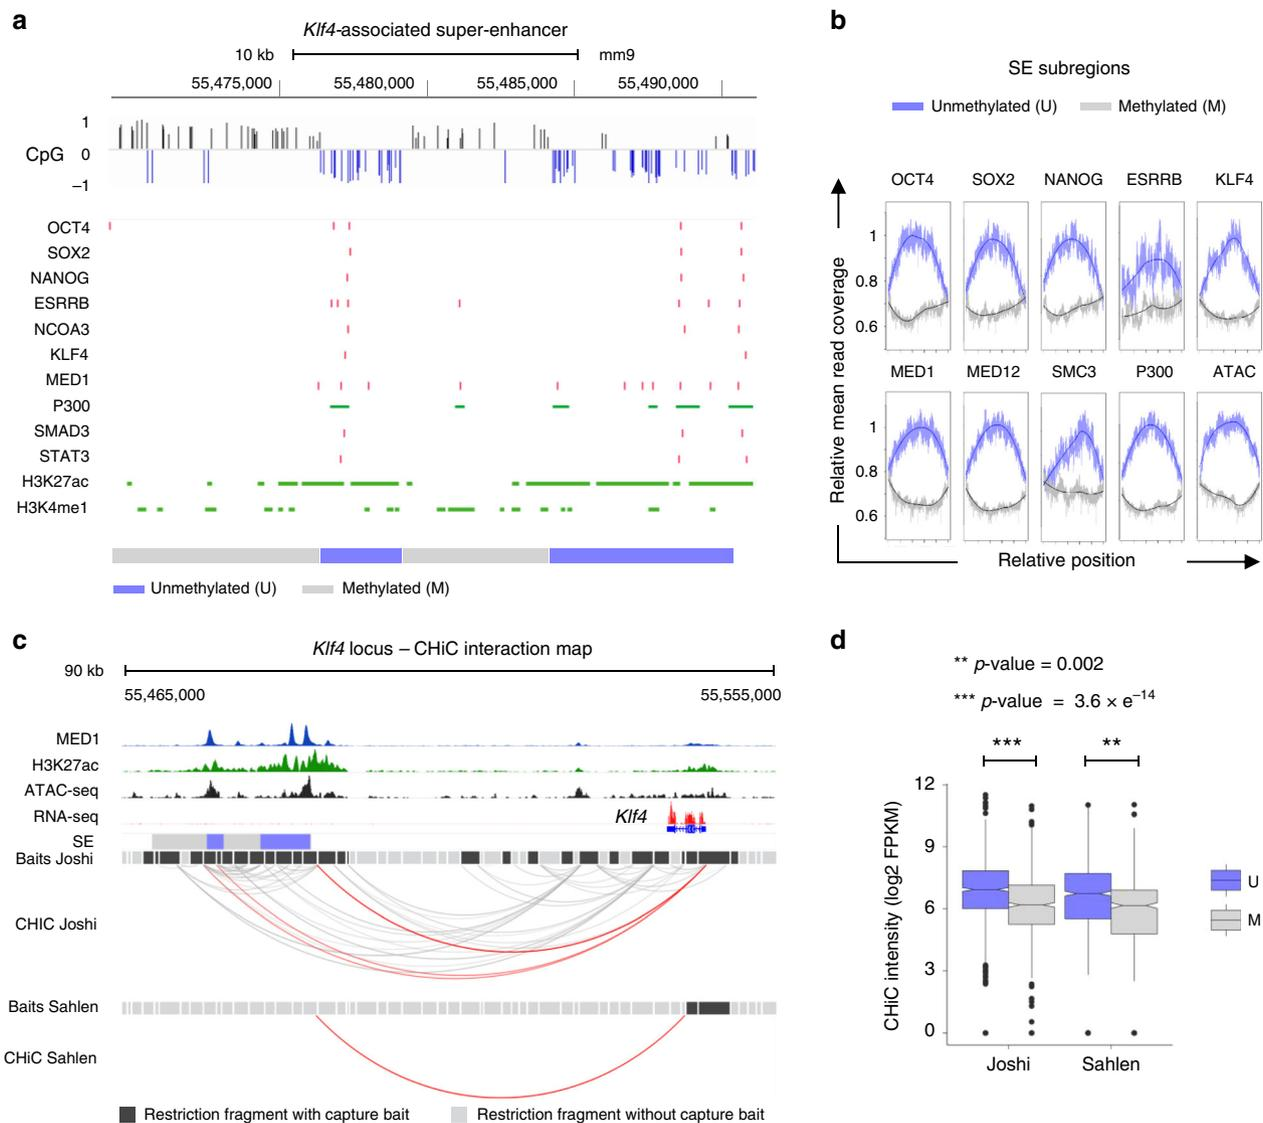 a
Klf4-associated super-enhancer
10 kb
mm9
55,475,000 55,480,000 55,485,000 55,490,000
1
CpG 0
–1
OCT4
SOX2
NANOG
ESRRB
NCOA3
KLF4
MED1
P300
SMAD3
STAT3
H3K27ac
H3K4me1
Unmethylated (U) Methylated (M)
b
SE subregions
Unmethylated (U) Methylated (M)
OCT4 SOX2 NANOG ESRRB KLF4
1
0.8
0.6
MED1 MED12 SMC3 P300 ATAC
1
0.8
0.6
Relative mean read coverage
Relative position
c
Klf4 locus – CHiC interaction map
90 kb
55,465,000 55,555,000
MED1
H3K27ac
ATAC-seq
RNA-seq Klf4
SE
Baits Joshi
CHIC Joshi
Baits Sahlen
CHiC Sahlen
Restriction fragment with capture bait Restriction fragment without capture bait
d
** p-value = 0.002
*** p-value = 3.6 × e–14
*** **
12
9
6
3
0
CHiC intensity (log2 FPKM)
Joshi Sahlen
U
M